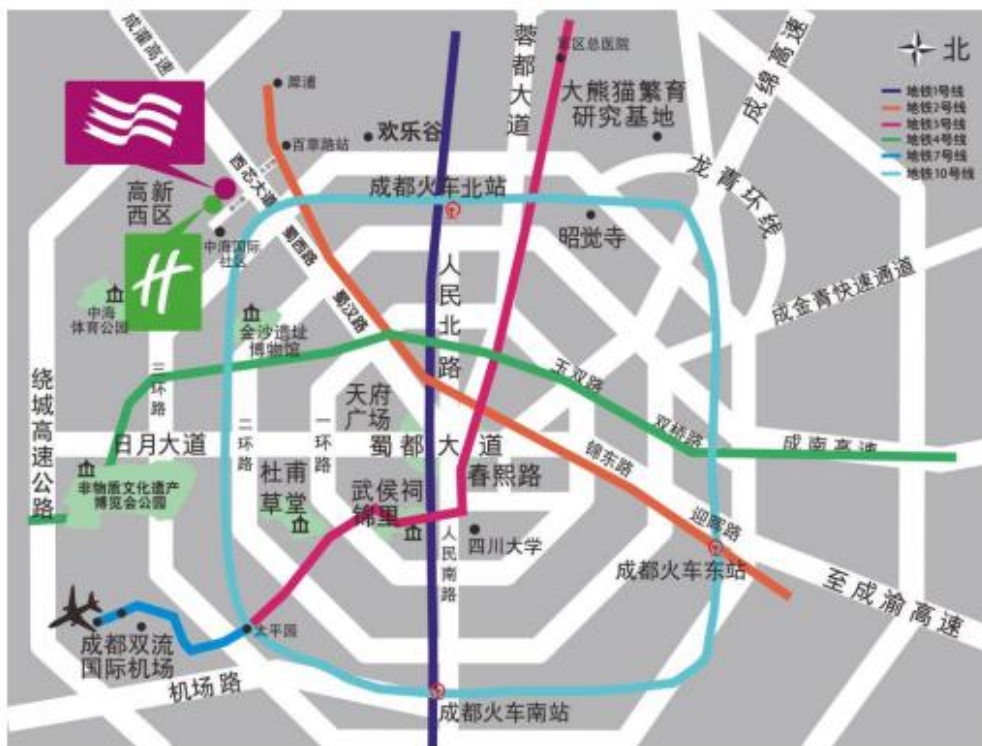 成灌高速
蓉都大道
军区总医院
成绵高速
北
地铁1号线
地铁2号线
地铁3号线
地铁4号线
地铁7号线
地铁10号线
犀浦
大熊猫繁育
研究基地
百草路站
欢乐谷
西芯大道
龙青环线
高新
西区
成都火车北站
昭觉寺
中海国际
社区
蜀西路
人民北路
成金青快速通道
中海
体育公园
金沙遗址
博物馆
蜀汉路
三环路
玉双路
绕城高速公路
天府
广场
双桥路
日月大道
二环路
一环路
蜀都大道
成南高速
锦东路
春熙路
杜甫
草堂
武侯祠
锦里
非物质文化遗产
博览会公园
迎晖路
人民南路
四川大学
成都火车东站
至成渝高速
太平园
成都双流
国际机场
机场路
成都火车南站